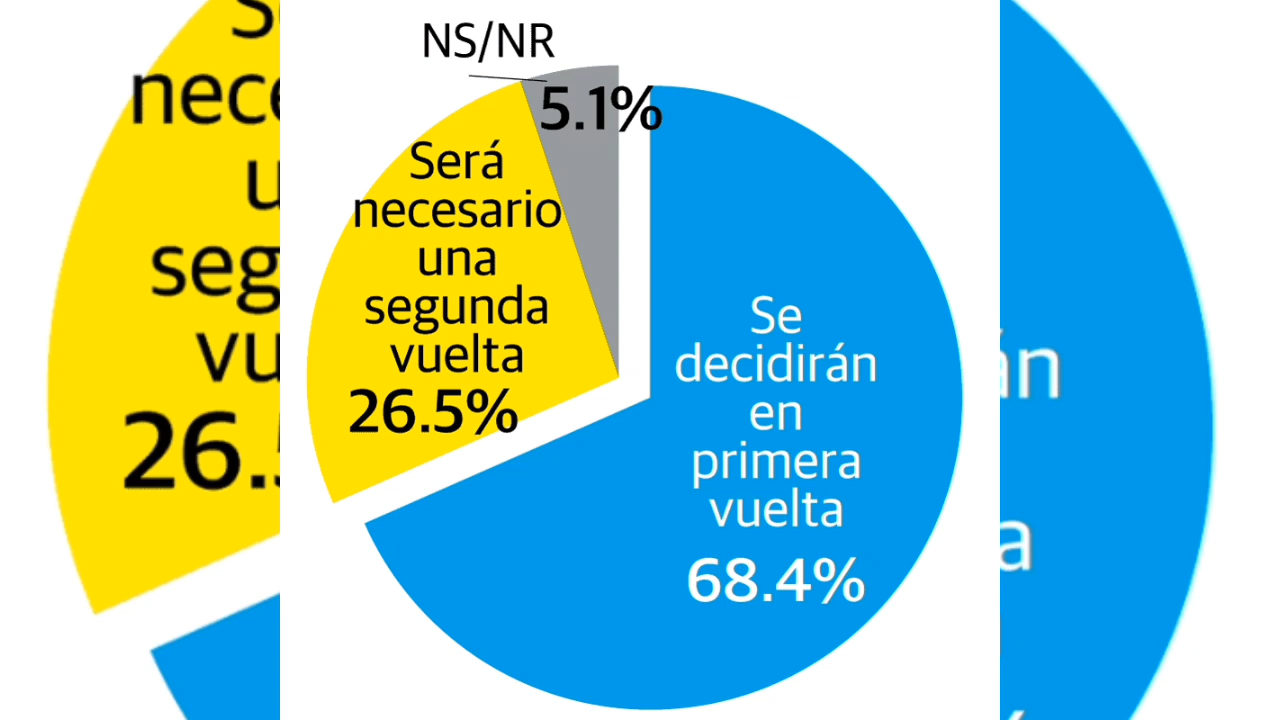 NS/NR
5.1%
Será
necesario
una
segunda
vuelta
26.5%
Se
decidirán
en
primera
vuelta
68.4%